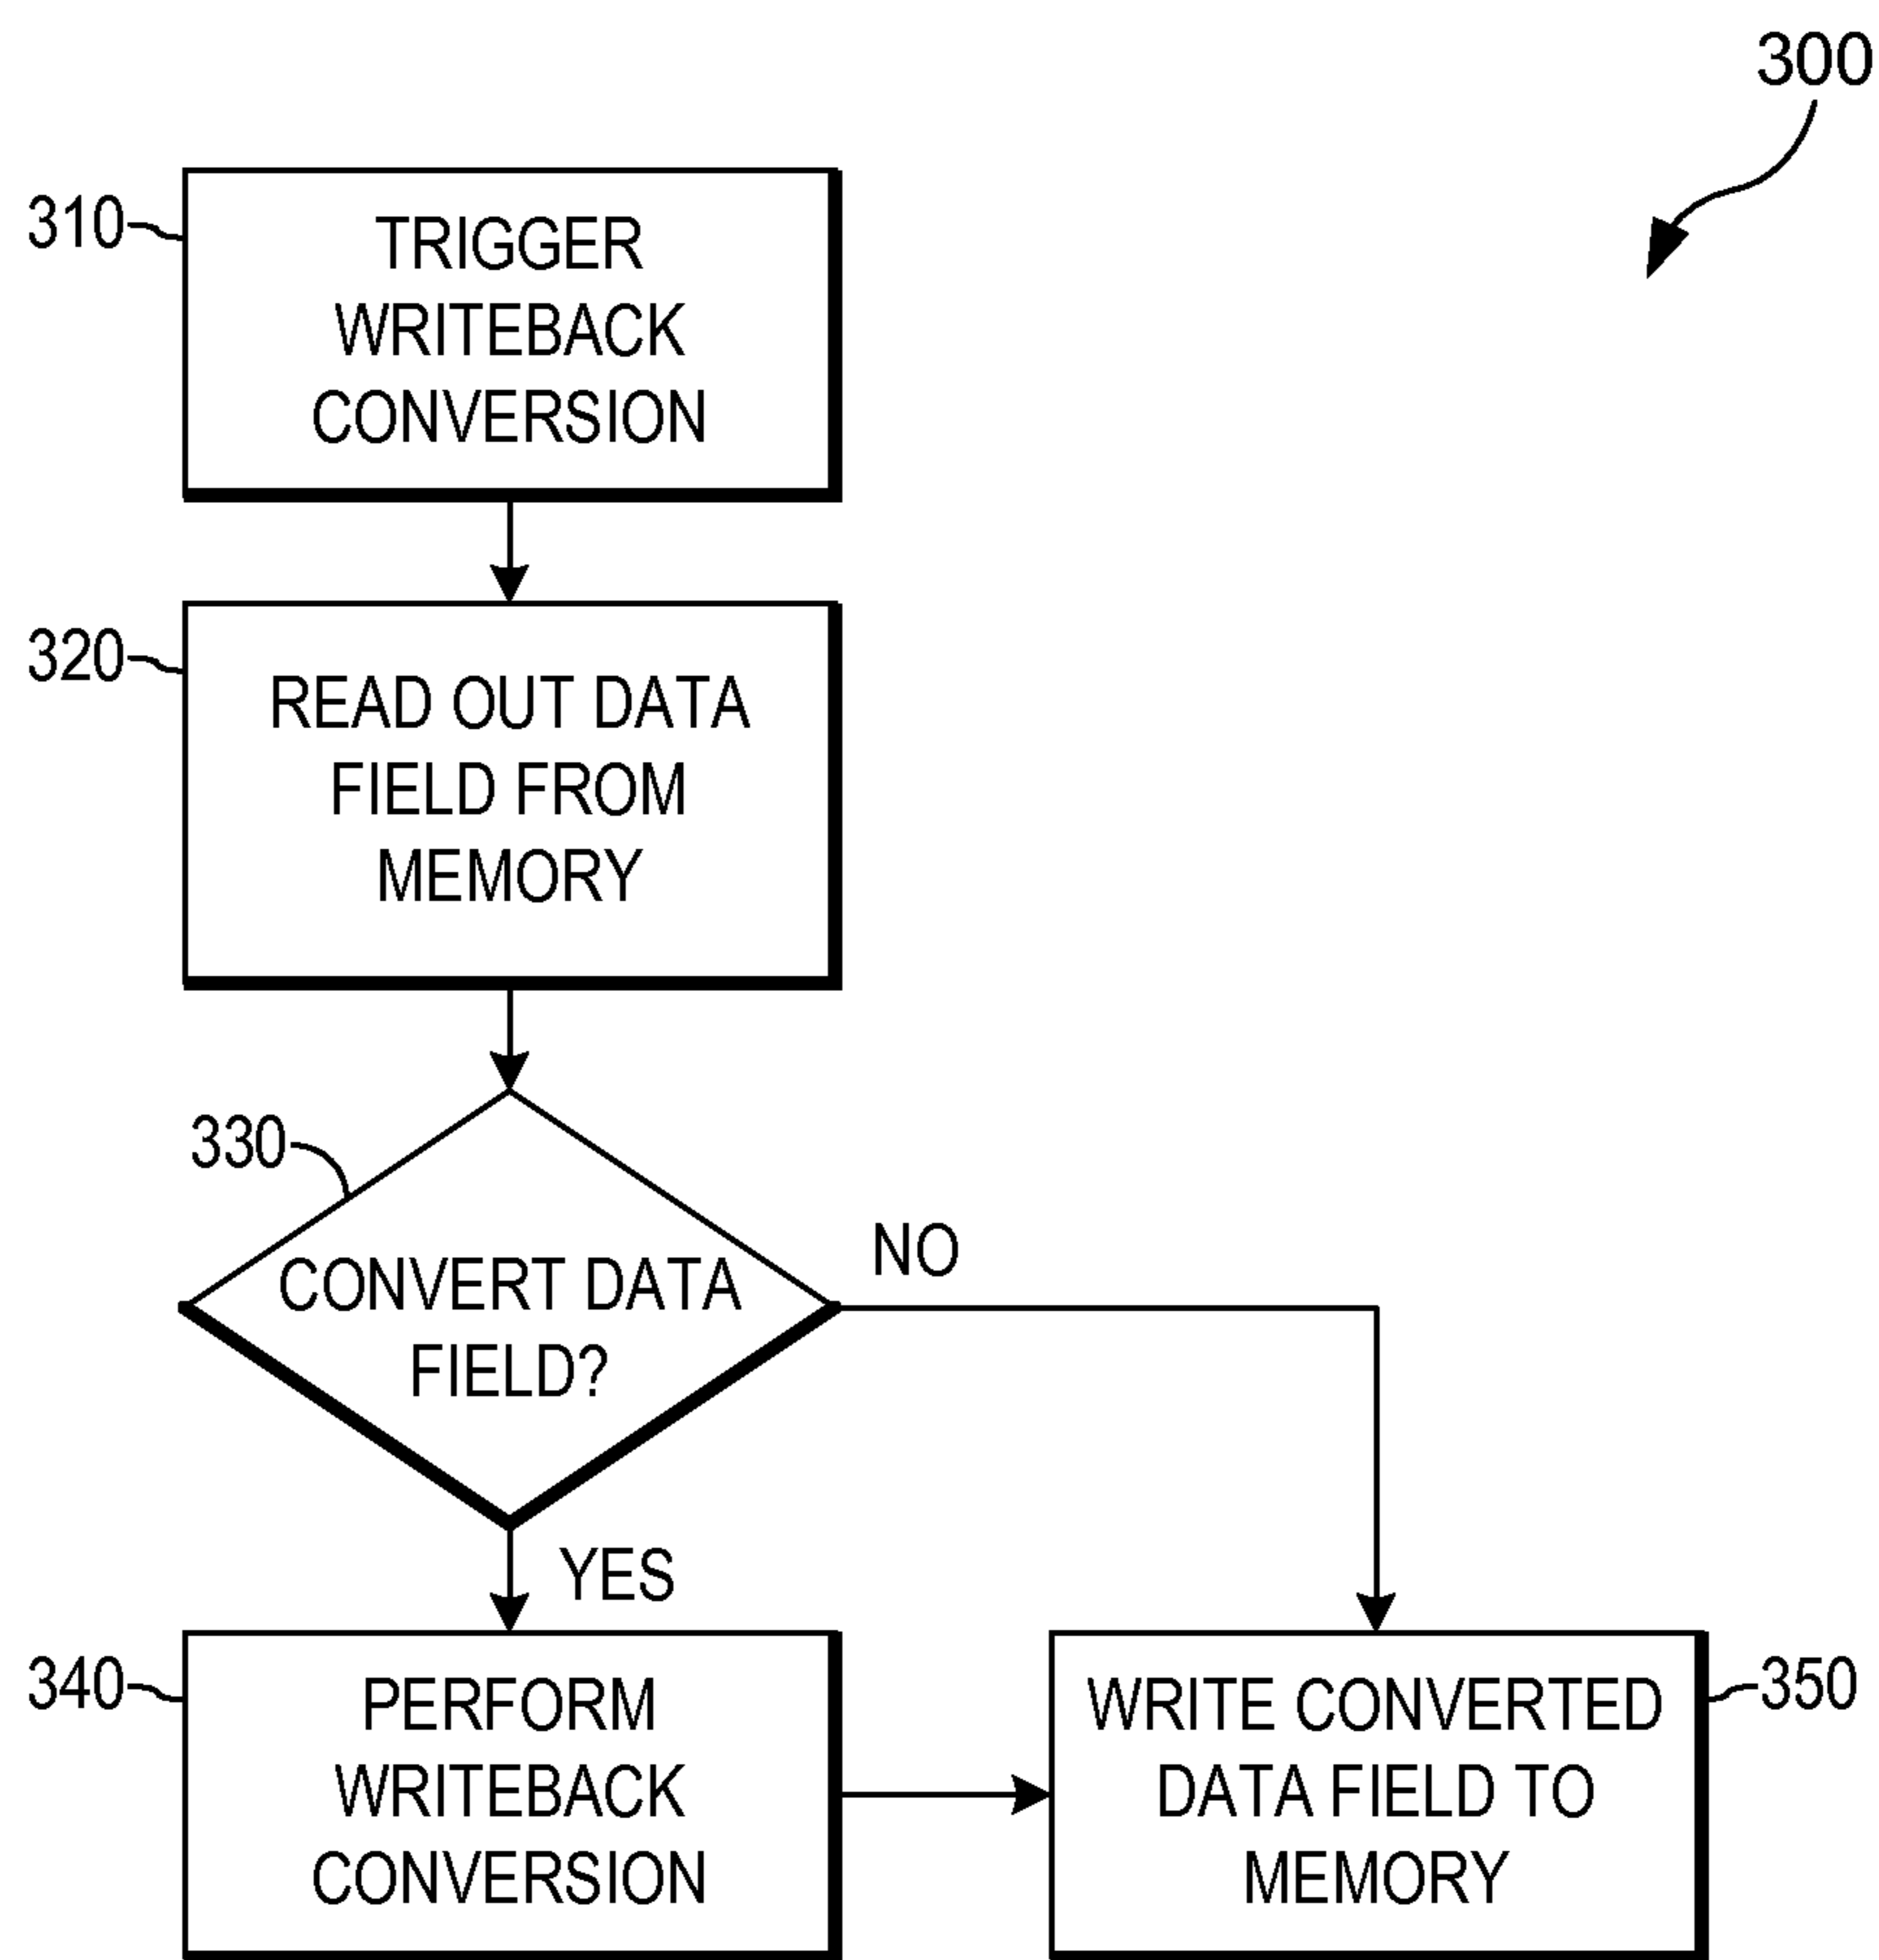 300
310
TRIGGER
WRITEBACK
CONVERSION
320
READ OUT DATA
FIELD FROM
MEMORY
330
CONVERT DATA
FIELD?
NO
YES
340
PERFORM
WRITEBACK
CONVERSION
WRITE CONVERTED
DATA FIELD TO
MEMORY
350